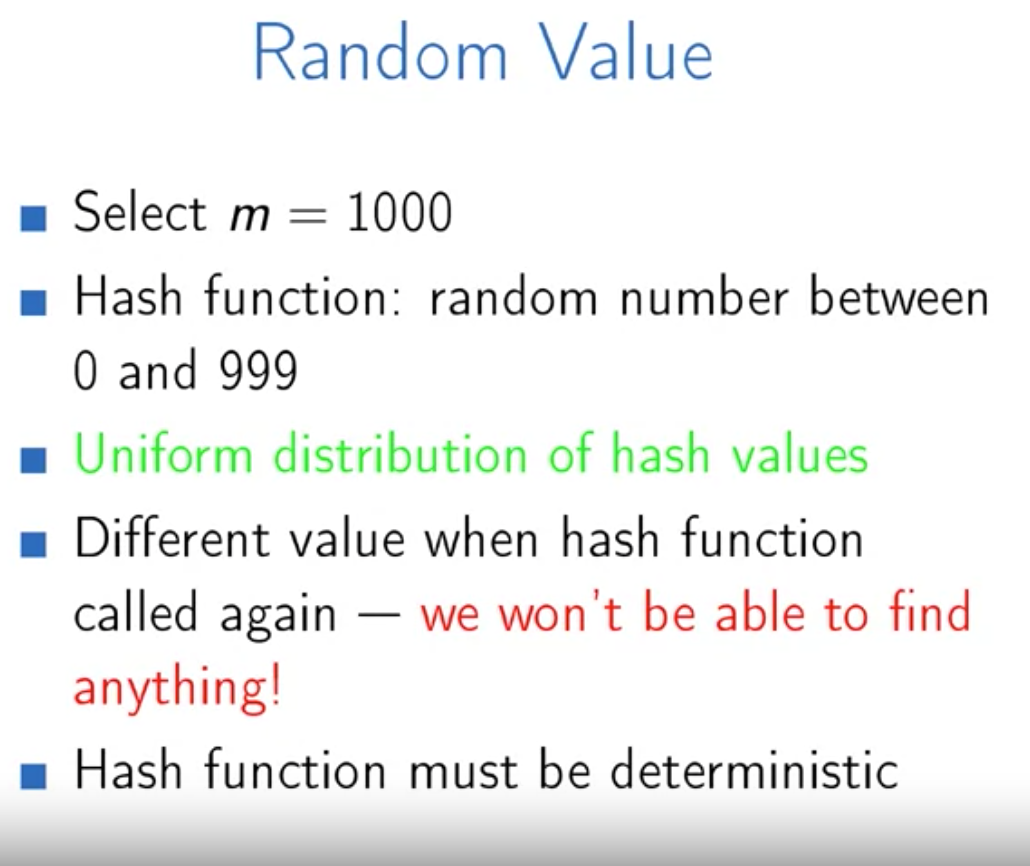 Random Value
Select m = 1000
Hash function: random number between
0 and 999
Uniform distribution of hash values
Different value when hash function
called again — we won't be able to find
anything!
Hash function must be deterministic